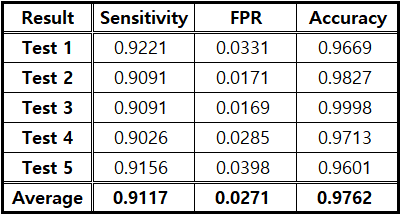 Result Sensitivity FPR Accuracy
Test 1 0.9221 0.0331 0.9669
Test 2 0.9091 0.0171 0.9827
Test 3 0.9091 0.0169 0.9998
Test 4 0.9026 0.0285 0.9713
Test 5 0.9156 0.0398 0.9601
Average 0.9117 0.0271 0.9762